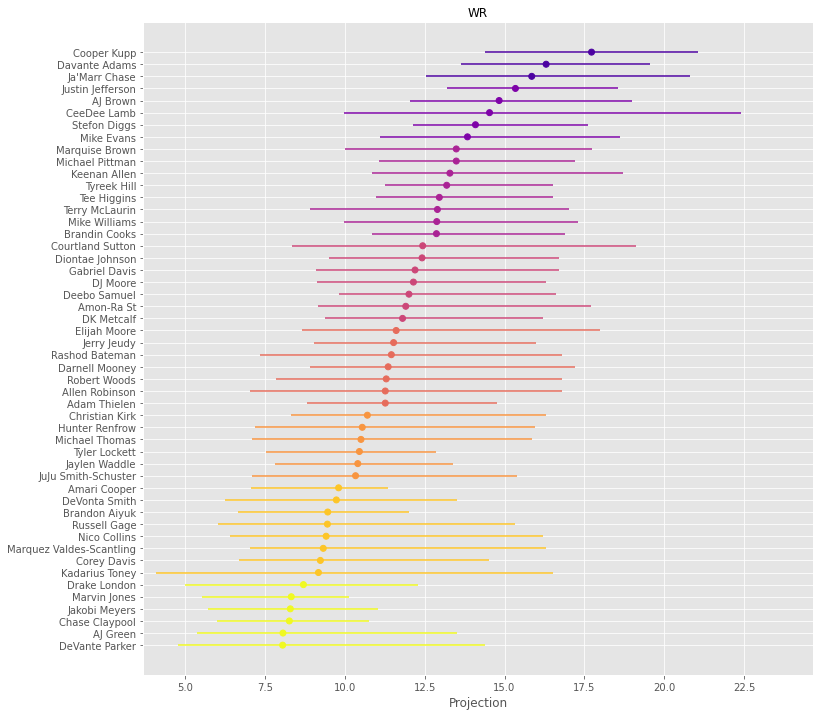 WR
Cooper Kupp
Davante Adams
Ja'Marr Chase
Justin Jefferson
AJ Brown
CeeDee Lamb
Stefon Diggs
Mike Evans
Marquise Brown
Michael Pittman
Keenan Allen
Tyreek Hill
Tee Higgins
Terry McLaurin
Mike Williams
Brandin Cooks
Courtland Sutton
Diontae Johnson
Gabriel Davis
DJ Moore
Deebo Samuel
Amon-Ra St
DK Metcalf
Elijah Moore
Jerry Jeudy
Rashod Bateman
Darnell Mooney
Robert Woods
Allen Robinson
Adam Thielen
Christian Kirk
Hunter Renfrow
Michael Thomas
Tyler Lockett
Jaylen Waddle
JuJu Smith-Schuster
Amari Cooper
DeVonta Smith
Brandon Aiyuk
Russell Gage
Nico Collins
Marquez Valdes-Scantling
Corey Davis
Kadarius Toney
Drake London
Marvin Jones
Jakobi Meyers
Chase Claypool
AJ Green
DeVante Parker
5.0 7.5 10.0 12.5 15.0 17.5 20.0 22.5
Projection